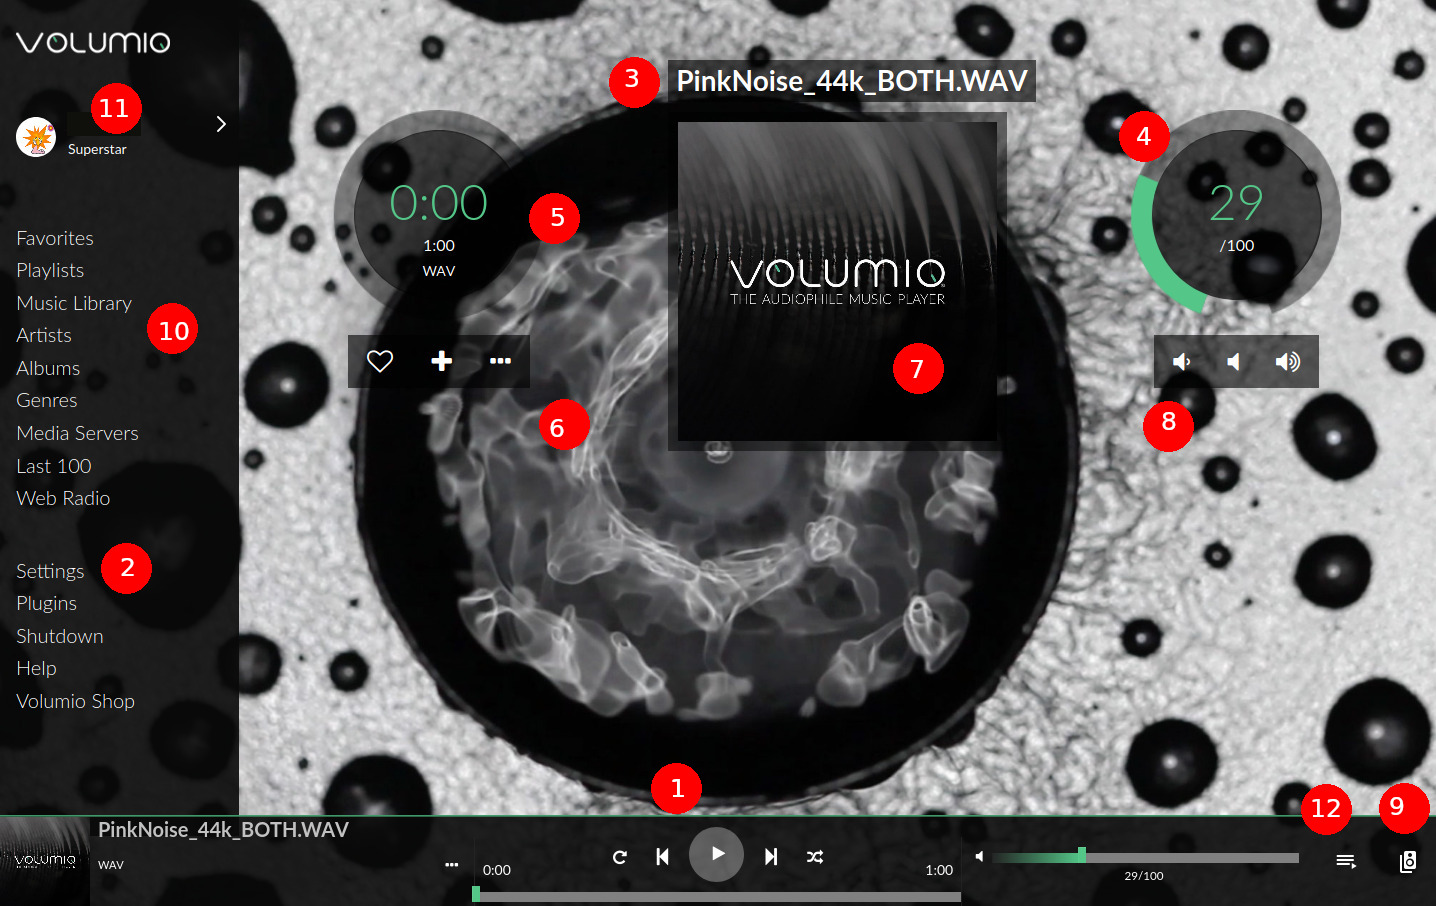 VOLUMIO
11
Superstar
Favorites
Playlists
Music Library
Artists
10
Albums
Genres
Media Servers
Last 100
Web Radio
Settings
2
Plugins
Shutdown
Help
Volumio Shop
3
PinkNoise_44k_BOTH.WAV
0:00
1:00
WAV
5
6
VOLUMIO
THE AUDIOPHILE MUSIC PLAYER
7
4
29
/100
8
1
12
9
VOLUMIO
PinkNoise_44k_BOTH.WAV
WAV
0:00
1:00
29/100